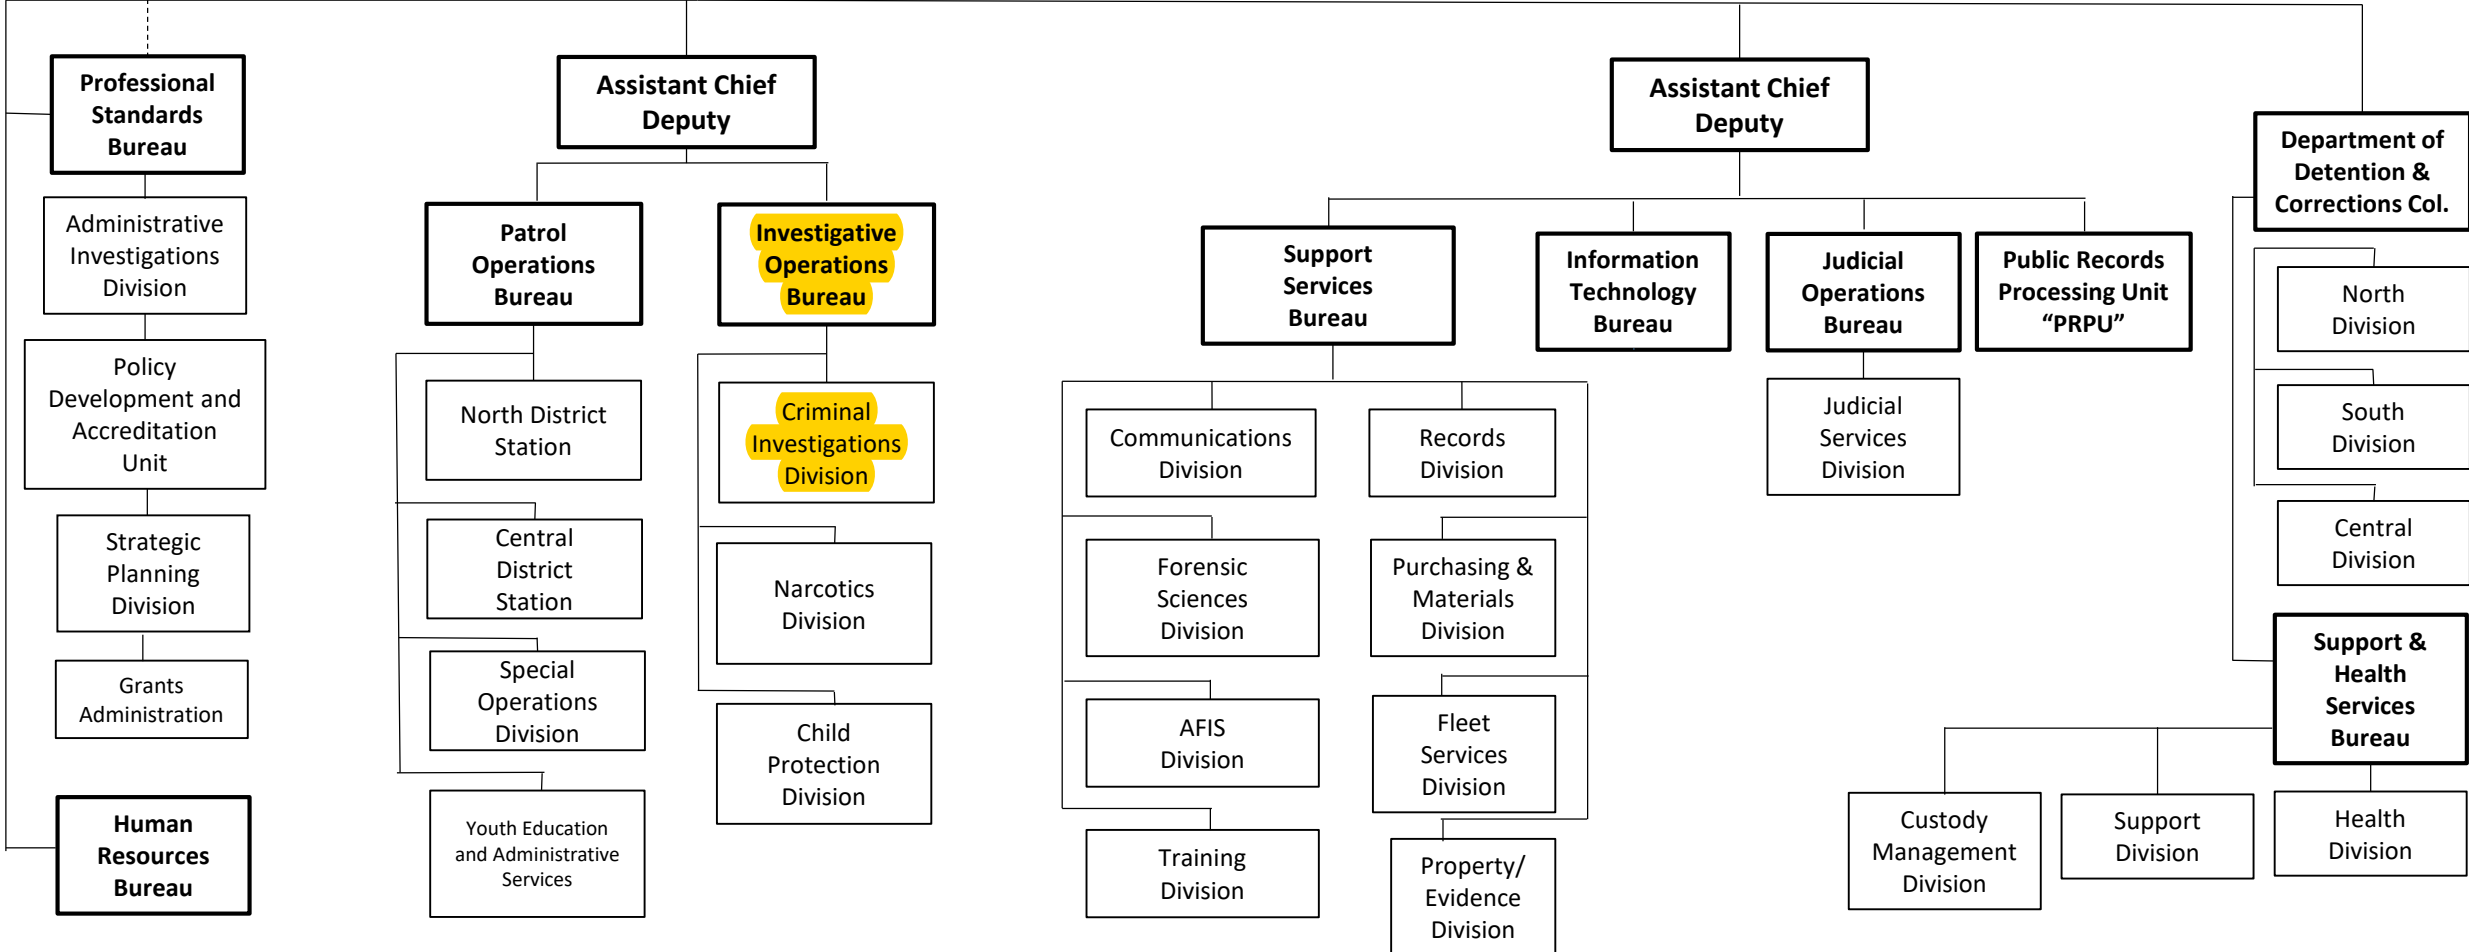 Professional
Standards
Bureau
Administrative
Investigations
Division
Policy
Development and
Accreditation
Unit
Strategic
Planning
Division
Grants
Administration
Human
Resources
Bureau
Assistant Chief
Deputy
Patrol
Operations
Bureau
North District
Station
Central
District
Station
Special
Operations
Division
Youth Education
and Administrative
Services
Investigative
Operations
Bureau
Criminal
Investigations
Division
Narcotics
Division
Child
Protection
Division
Assistant Chief
Deputy
Support
Services
Bureau
Communications
Division
Forensic
Sciences
Division
AFIS
Division
Training
Division
Records
Division
Purchasing &
Materials
Division
Fleet
Services
Division
Property/
Evidence
Division
Information
Technology
Bureau
Judicial
Operations
Bureau
Judicial
Services
Division
Public Records
Processing Unit
“PRPU”
Department of
Detention &
Corrections Col.
North
Division
South
Division
Central
Division
Support &
Health
Services
Bureau
Custody
Management
Division
Support
Division
Health
Division